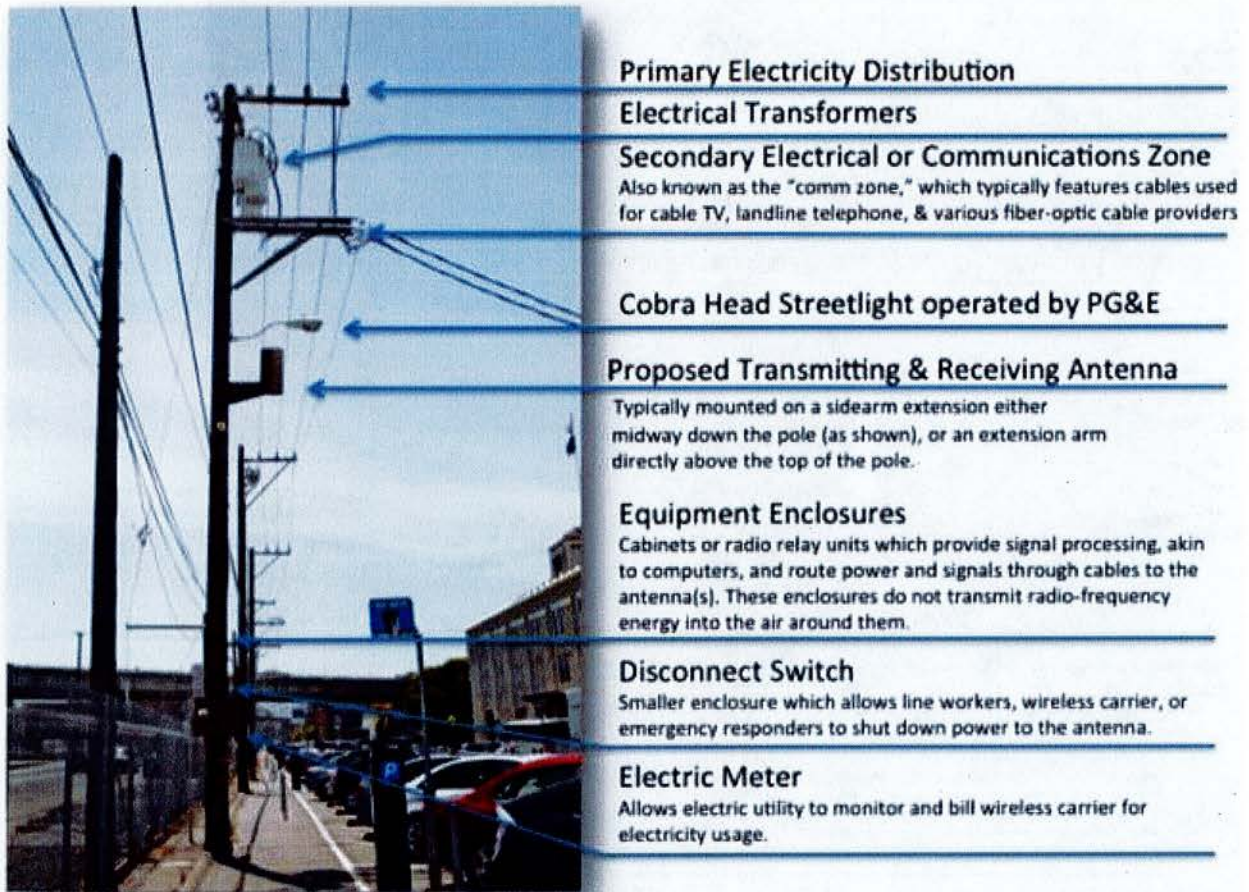 Primary Electricity Distribution
Electrical Transformers
Secondary Electrical or Communications Zone
Also known as the "comm zone," which typically features cables used
for cable TV, landline telephone, & various fiber-optic cable providers
Cobra Head Streetlight operated by PG&E
Proposed Transmitting & Receiving Antenna
Typically mounted on a sidearm extension either
midway down the pole (as shown), or an extension arm
directly above the top of the pole.
Equipment Enclosures
Cabinets or radio relay units which provide signal processing, akin
to computers, and route power and signals through cables to the
antenna(s). These enclosures do not transmit radio-frequency
energy into the air around them.
Disconnect Switch
Smaller enclosure which allows line workers, wireless carrier, or
emergency responders to shut down power to the antenna.
Electric Meter
Allows electric utility to monitor and bill wireless carrier for
electricity usage.